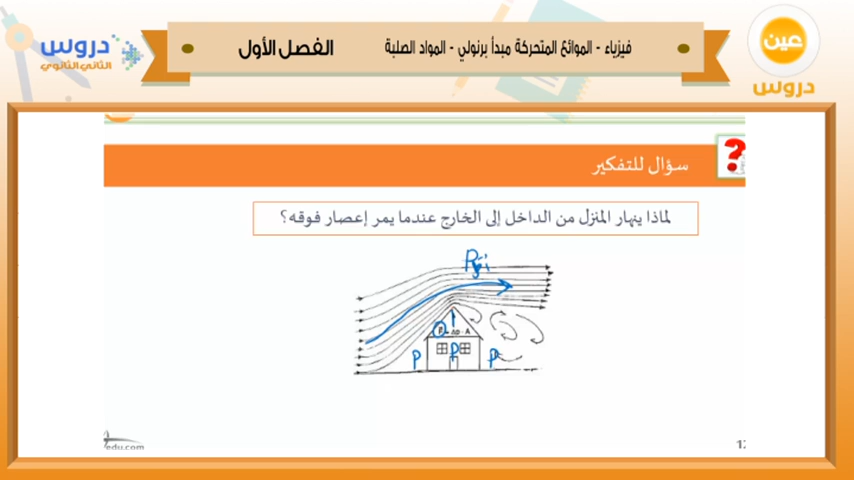 دروس
الثاني الثانوي
الفصل الأول
فيزياء - الموائع المتحركة مبدأ برنولي - المواد الصلبة
عين
دروس
سؤال للتفكير
?
لماذا ينهار المنزل من الداخل إلى الخارج عندما يمر إعصار فوقه؟
P
P
P
edu.com